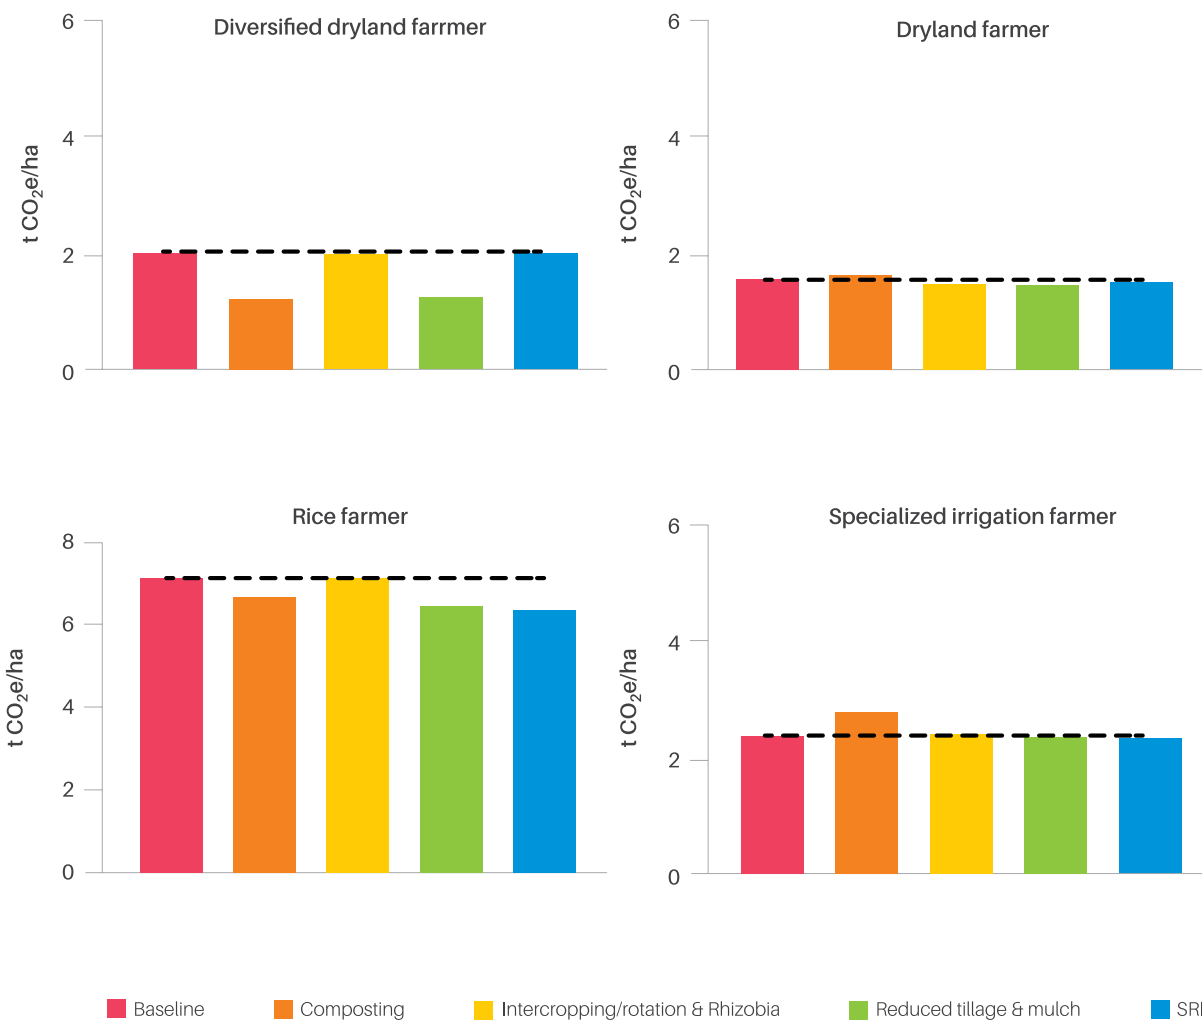 Diversified dryland farrmer
6
4
2
0
t CO₂e/ha
Dryland farmer
6
4
2
0
t CO₂e/ha
Rice farmer
8
6
4
2
0
t CO₂e/ha
Specialized irrigation farmer
6
4
2
0
t CO₂e/ha
Baseline
Composting
Intercropping/rotation & Rhizobia
Reduced tillage & mulch